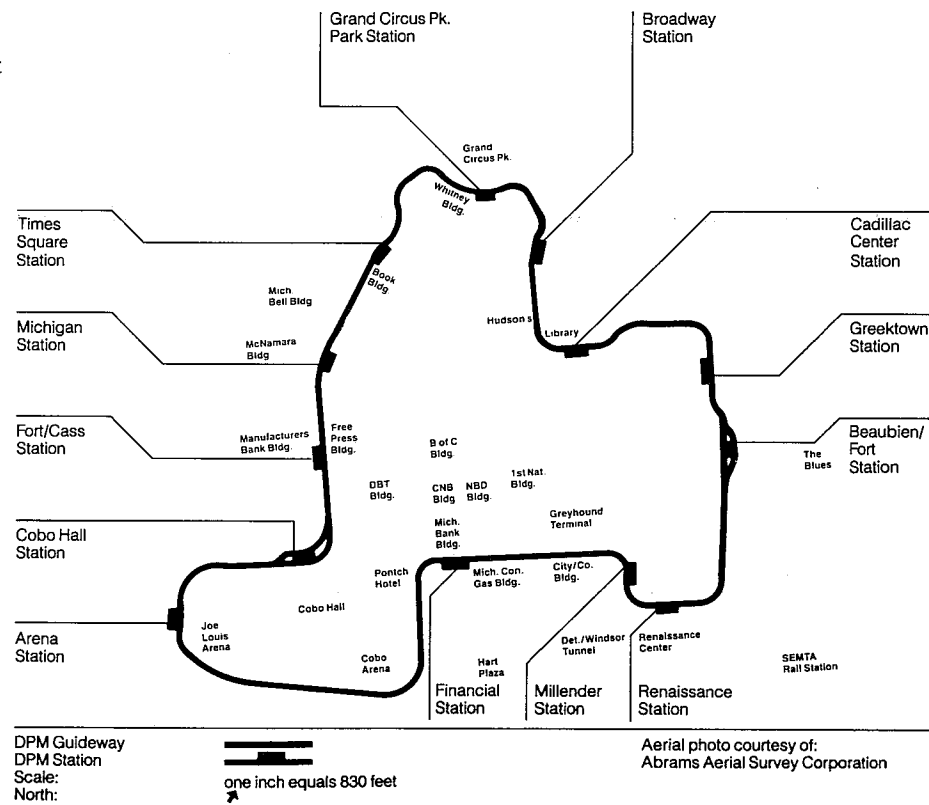 Grand Circus Pk.
Park Station
Broadway
Station
Grand
Circus Pk.
Whitney
Bldg.
Times
Square
Station
Cadillac
Center
Station
Book
Bldg
Mich
Bell Bldg
Hudson's
Library
Michigan
Station
McNamara
Bldg
Greektown
Station
Fort/Cass
Station
Manufacturers
Bank Bldg.
Free
Press
Bldg.
B of C
Bldg.
Beaubien/
Fort
Station
The
Blues
DBT
Bldg.
CNB
Bldg
NBD
Bldg.
1st Nat.
Bldg.
Greyhound
Terminal
Mich.
Bank
Bldg.
Cobo Hall
Station
Pontch
Hotel
Mich. Con.
Gas Bldg.
City/Co.
Bldg.
Cobo Hall
Arena
Station
Joe
Louis
Arena
Cobo
Arena
Hart
Plaza
Det./Windsor
Tunnel
Renaissance
Center
SEMTA
Rail Station
Financial
Station
Millender
Station
Renaissance
Station
DPM Guideway
DPM Station
Scale:
one inch equals 830 feet
North:
Aerial photo courtesy of:
Abrams Aerial Survey Corporation